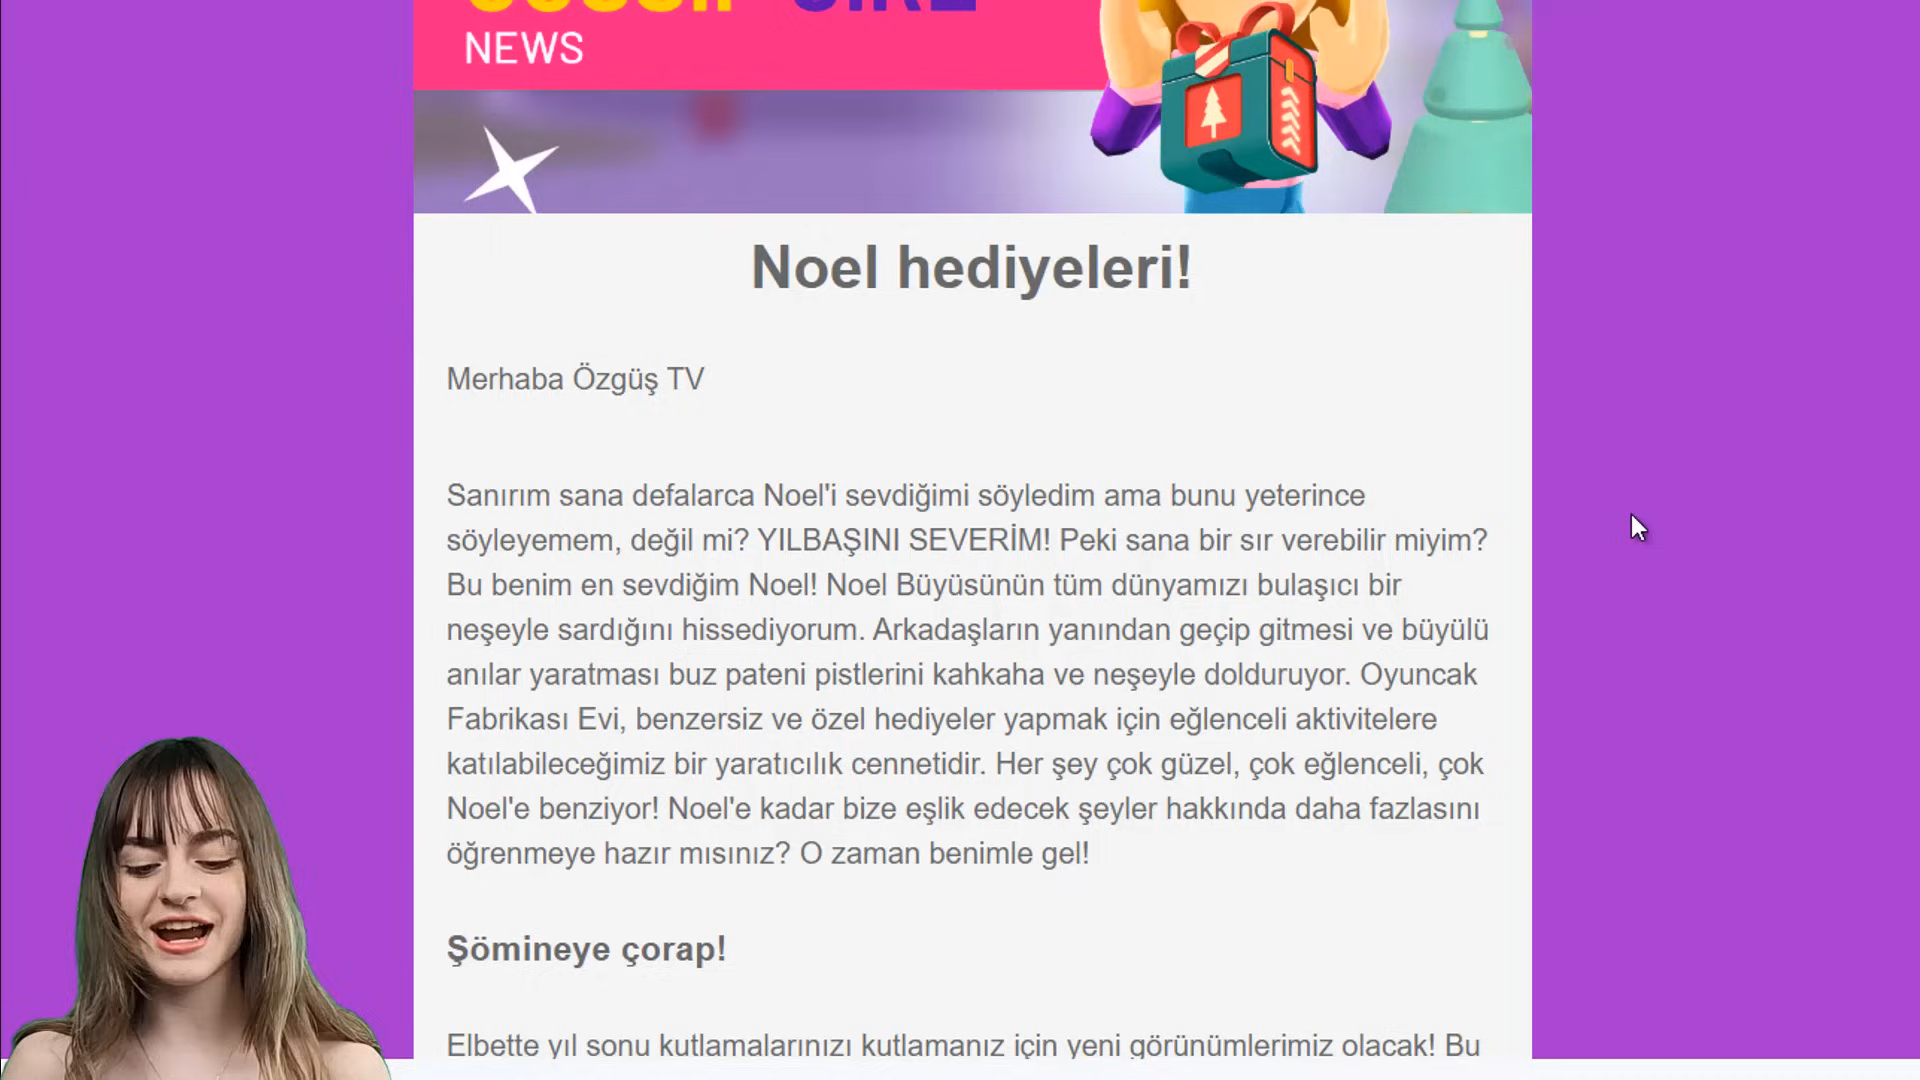 NEWS
Noel hediyeleri!
Merhaba Özgüş TV
Sanırım sana defalarca Noel'i sevdiğimi söyledim ama bunu yeterince
söyleyemem, değil mi? YILBAŞINI SEVERİM! Peki sana bir sır verebilir miyim?
Bu benim en sevdiğim Noel! Noel Büyüsünün tüm dünyamızı bulaşıcı bir
neşeyle sardığını hissediyorum. Arkadaşların yanından geçip gitmesi ve büyülü
anılar yaratması buz pateni pistlerini kahkaha ve neşeyle dolduruyor. Oyuncak
Fabrikası Evi, benzersiz ve özel hediyeler yapmak için eğlenceli aktivitelere
katılabileceğimiz bir yaratıcılık cennetidir. Her şey çok güzel, çok eğlenceli, çok
Noel'e benziyor! Noel'e kadar bize eşlik edecek şeyler hakkında daha fazlasını
öğrenmeye hazır mısınız? O zaman benimle gel!
Şömineye çorap!
Elbette yıl sonu kutlamalarınızı kutlamanız için yeni görünümlerimiz olacak! Bu